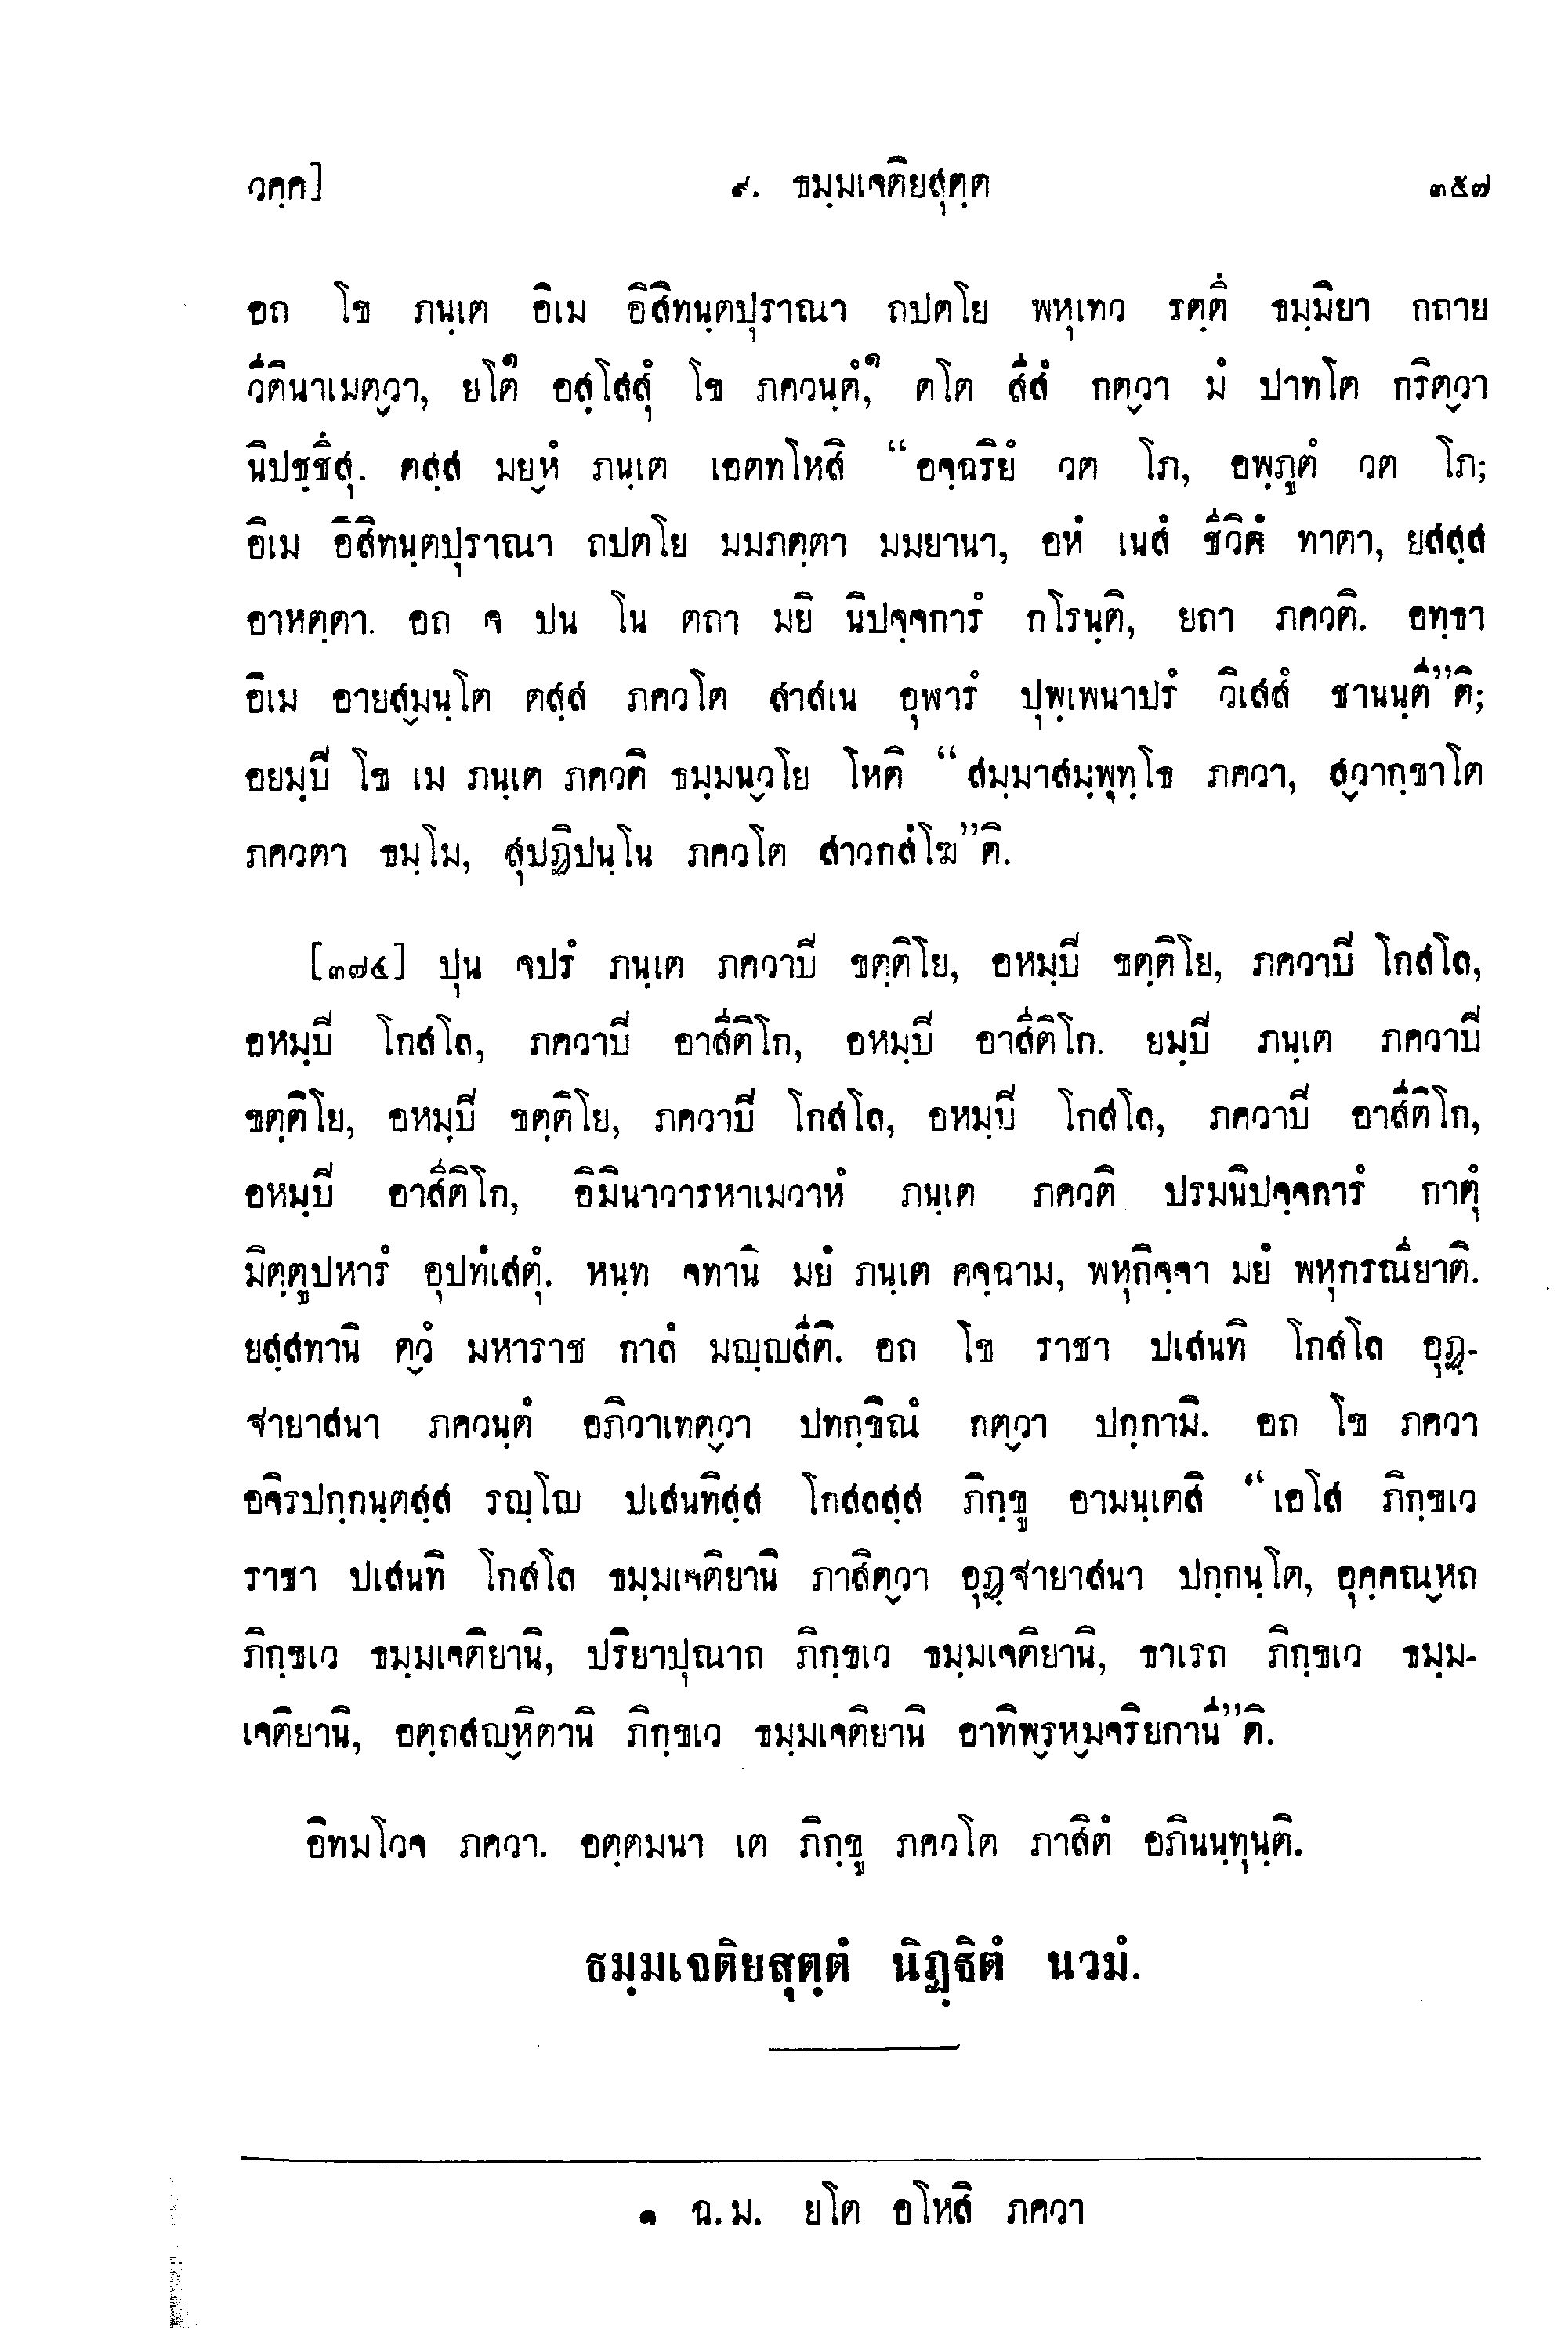 วคฺค] ๙. ธมฺมเจติยสุตฺต ๓๕๗
อถ โข ภนฺเต อิเม อิสิทนฺตปุราณา ถปตโย พหุเทว รตฺตึ ธมฺมิยา กถาย
วีตินาเมตฺวา, ยโต๑ อสฺโสสุํ โข ภควนฺตํ,๑ ตโต สีสํ กตฺวา มํ ปาทโต กริตฺวา
นิปชฺชึสุ. ตสฺส มยฺหํ ภนฺเต เอตทโหสิ “อจฺฉริยํ วต โภ, อพฺภูตํ วต โภ;
อิเม อิสิทนฺตปุราณา ถปตโย มมภตฺตา มมยานา, อหํ เนสํ ชีวิตํ ทาตา, ยสสฺส
อาหตฺตา. อถ จ ปน โน ตถา มยิ นิปจฺจการํ กโรนฺติ, ยถา ภควติ. อทฺธา
อิเม อายสฺมนฺโต ตสฺส ภควโต สาสเน อุฬารํ ปุพฺเพนาปรํ วิเสสํ ชานนฺตี”ติ;
อยมฺปิ โข เม ภนฺเต ภควติ ธมฺมนฺวโย โหติ “สมฺมาสมฺพุทฺโธ ภควา, สฺวากฺขาโต
ภควตา ธมฺโม, สุปฏิปนฺโน ภควโต สาวกสํโฆ”ติ.
[๓๗๔] ปุน จปรํ ภนฺเต ภควาปิ ขตฺติโย, อหมฺปิ ขตฺติโย, ภควาปิ โกสโล,
อหมฺปิ โกสโล, ภควาปิ อาสีติโก, อหมฺปิ อาสีติโก. ยมฺปิ ภนฺเต ภควาปิ
ขตฺติโย, อหมฺปิ ขตฺติโย, ภควาปิ โกสโล, อหมฺปิ โกสโล, ภควาปิ อาสีติโก,
อหมฺปิ อาสีติโก, อิมินาวารหาเมวาหํ ภนฺเต ภควติ ปรมนิปจฺจการํ กาตุํ
มิตฺตูปหารํ อุปทํเสตุํ. หนฺท จทานิ มยํ ภนฺเต คจฺฉาม, พหุกิจฺจา มยํ พหุกรณียาติ.
ยสฺสทานิ ตฺวํ มหาราช กาลํ มญฺญสีติ. อถ โข ราชา ปเสนทิ โกสโล อุฏฺ-
ฐายาสนา ภควนฺตํ อภิวาเทตฺวา ปทกฺขิณํ กตฺวา ปกฺกามิ. อถ โข ภควา
อจิรปกฺกนฺตสฺส รญฺโญ ปเสนทิสฺส โกสลสฺส ภิกฺขู อามนฺเตสิ “เอโส ภิกฺขเว
ราชา ปเสนทิ โกสโล ธมฺมเจติยานิ ภาสิตฺวา อุฏฺฐายาสนา ปกฺกนฺโต, อุคฺคณฺหถ
ภิกฺขเว ธมฺมเจติยานิ, ปริยาปุณาถ ภิกฺขเว ธมฺมเจติยานิ, ธาเรถ ภิกฺขเว ธมฺม-
เจติยานิ, อตฺถสญฺหิตานิ ภิกฺขเว ธมฺมเจติยานิ อาทิพฺรหฺมจริยกานี”ติ.
อิทมโวจ ภควา. อตฺตมนา เต ภิกฺขู ภควโต ภาสิตํ อภินนฺทุนฺติ.
ธมฺมเจติยสุตฺตํ นิฏฺฐิตํ นวมํ.
๑ ฉ.ม. ยโต อโหสิ ภควา